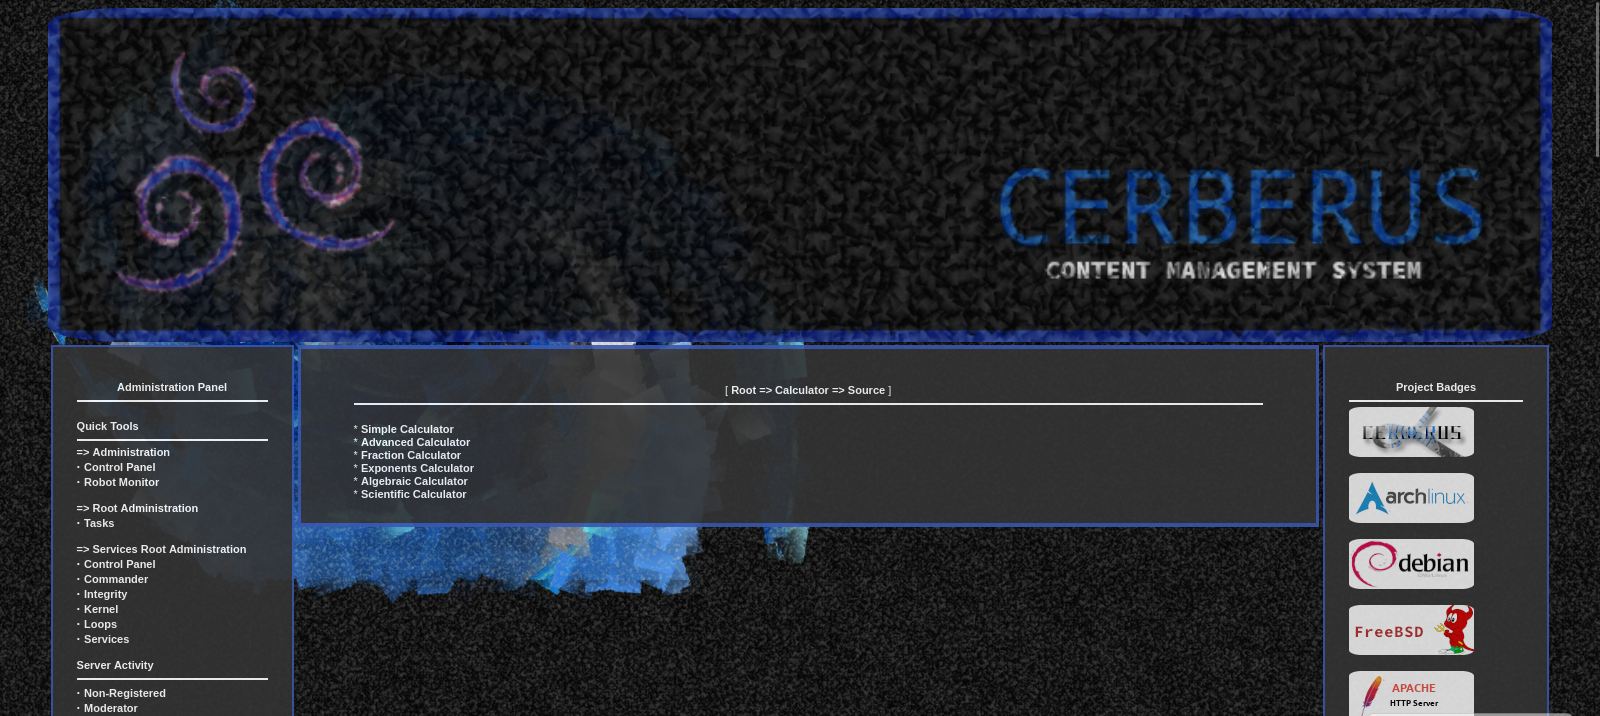 CERBERUS
CONTENT MANAGEMENT SYSTEM
Administration Panel
Quick Tools
=> Administration
· Control Panel
· Robot Monitor
=> Root Administration
· Tasks
=> Services Root Administration
· Control Panel
· Commander
· Integrity
· Kernel
· Loops
· Services
Server Activity
· Non-Registered
· Moderator
[ Root => Calculator => Source ]
* Simple Calculator
* Advanced Calculator
* Fraction Calculator
* Exponents Calculator
* Algebraic Calculator
* Scientific Calculator
Project Badges
CERBERUS
archlinux
debian
FreeBSD
APACHE
HTTP Server